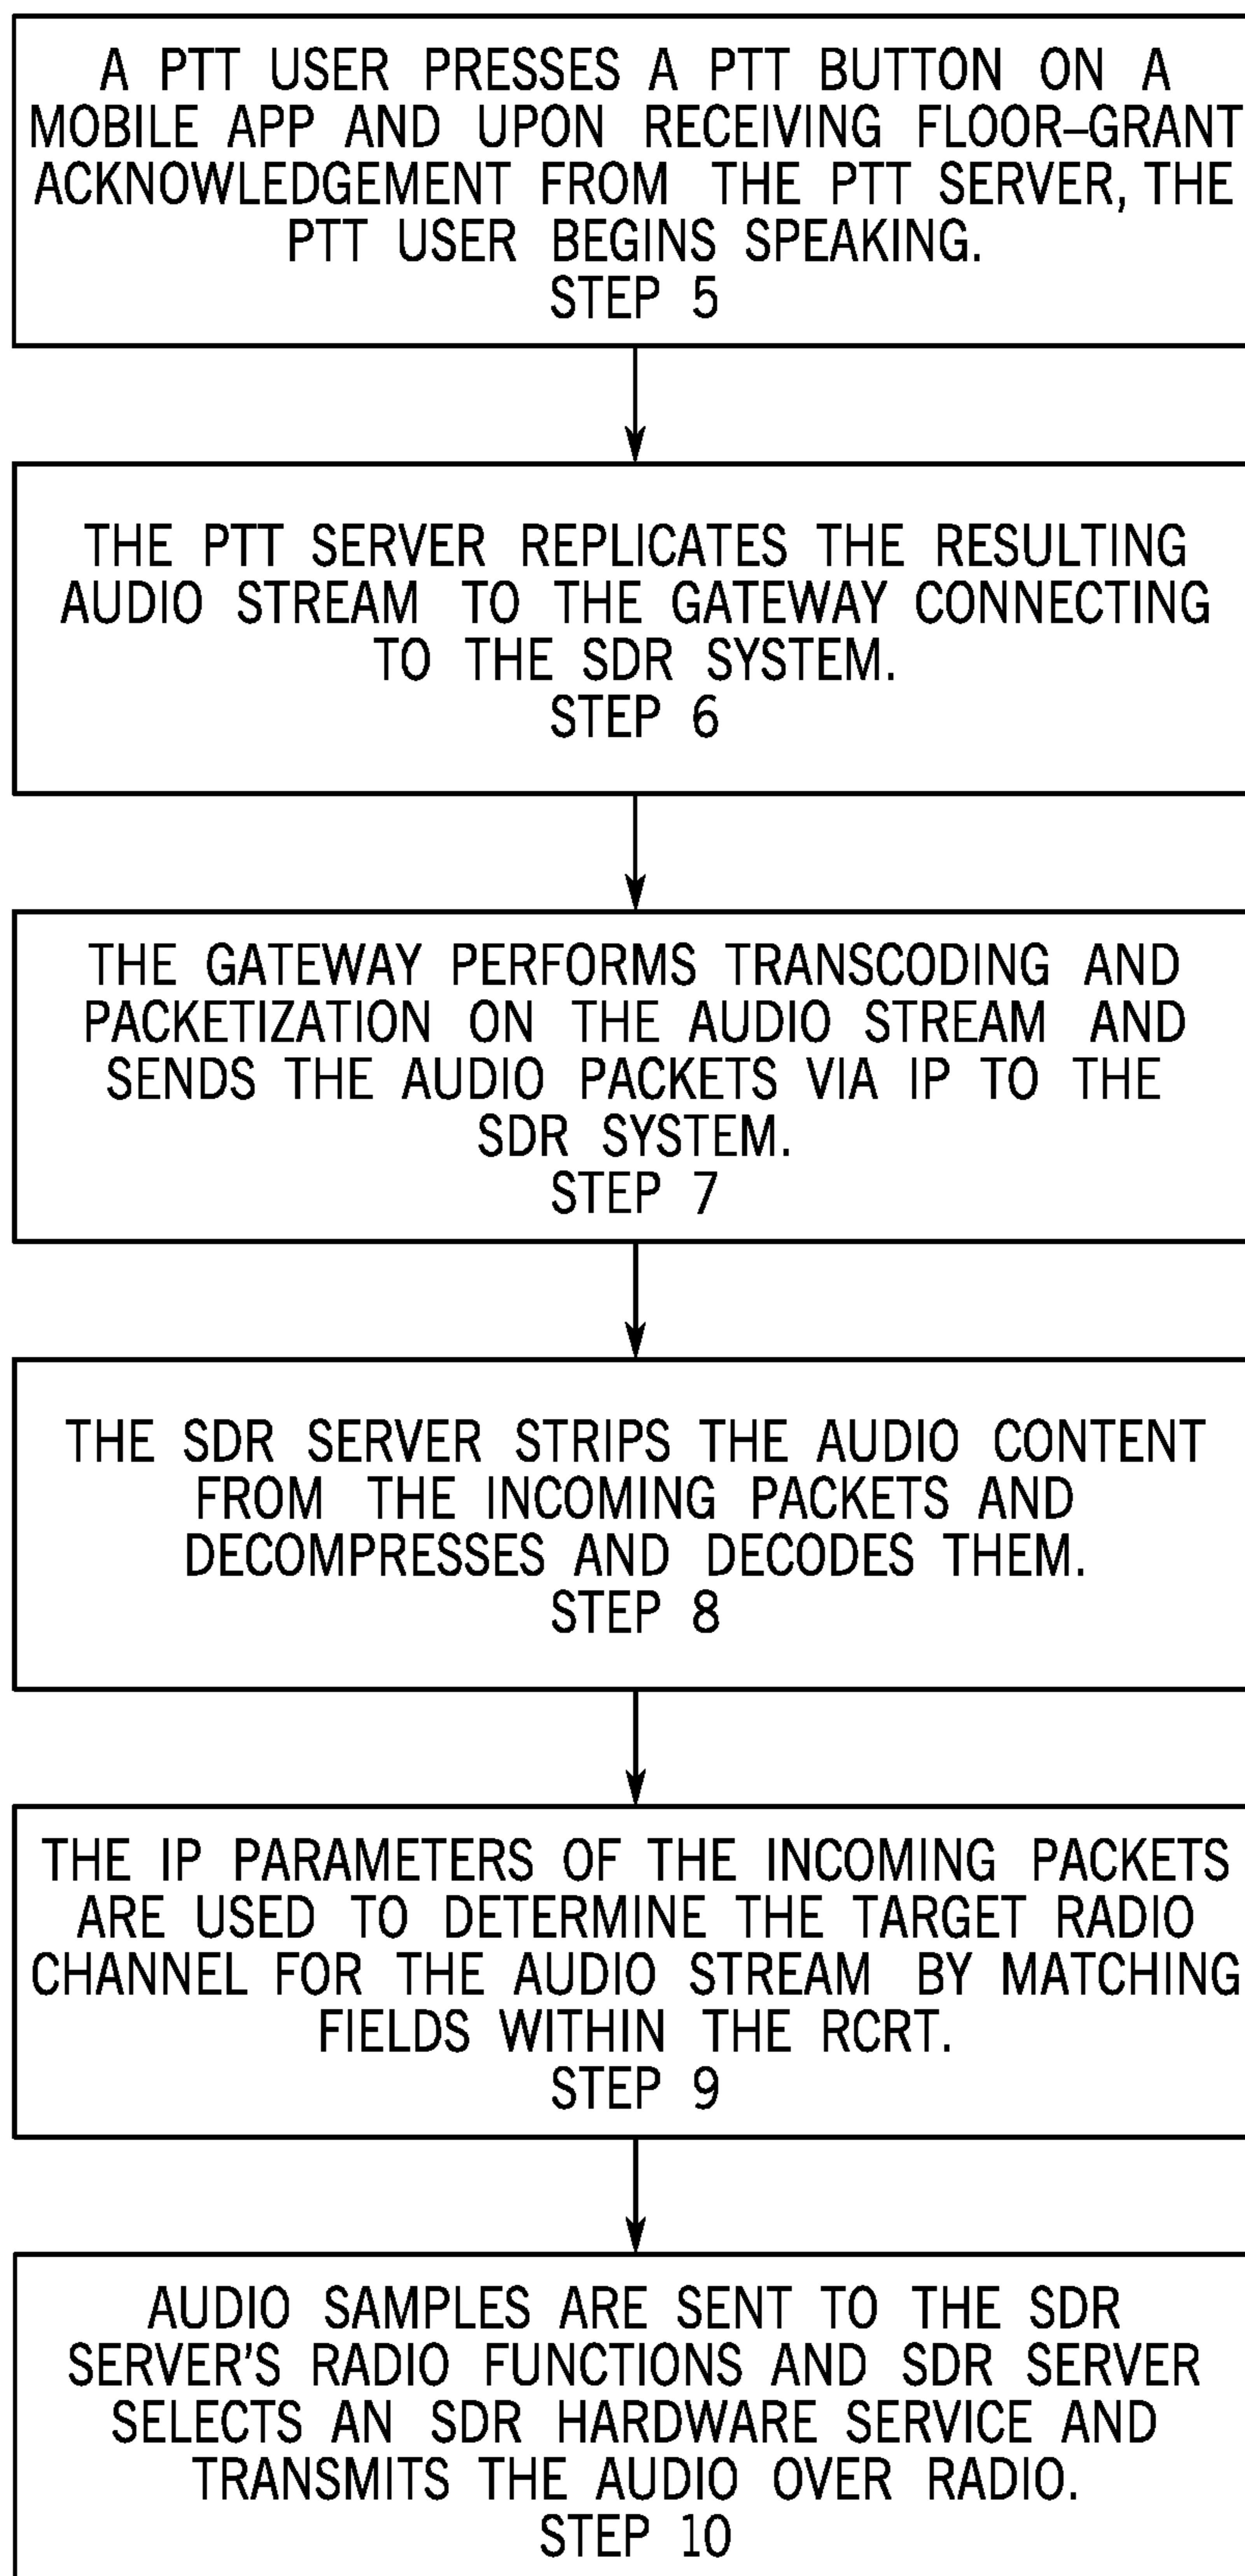 A PTT USER PRESSES A PTT BUTTON ON A
MOBILE APP AND UPON RECEIVING FLOOR–GRANT
ACKNOWLEDGEMENT FROM THE PTT SERVER, THE
PTT USER BEGINS SPEAKING.
STEP 5
THE PTT SERVER REPLICATES THE RESULTING
AUDIO STREAM TO THE GATEWAY CONNECTING
TO THE SDR SYSTEM.
STEP 6
THE GATEWAY PERFORMS TRANSCODING AND
PACKETIZATION ON THE AUDIO STREAM AND
SENDS THE AUDIO PACKETS VIA IP TO THE
SDR SYSTEM.
STEP 7
THE SDR SERVER STRIPS THE AUDIO CONTENT
FROM THE INCOMING PACKETS AND
DECOMPRESSES AND DECODES THEM.
STEP 8
THE IP PARAMETERS OF THE INCOMING PACKETS
ARE USED TO DETERMINE THE TARGET RADIO
CHANNEL FOR THE AUDIO STREAM BY MATCHING
FIELDS WITHIN THE RCRT.
STEP 9
AUDIO SAMPLES ARE SENT TO THE SDR
SERVER'S RADIO FUNCTIONS AND SDR SERVER
SELECTS AN SDR HARDWARE SERVICE AND
TRANSMITS THE AUDIO OVER RADIO.
STEP 10